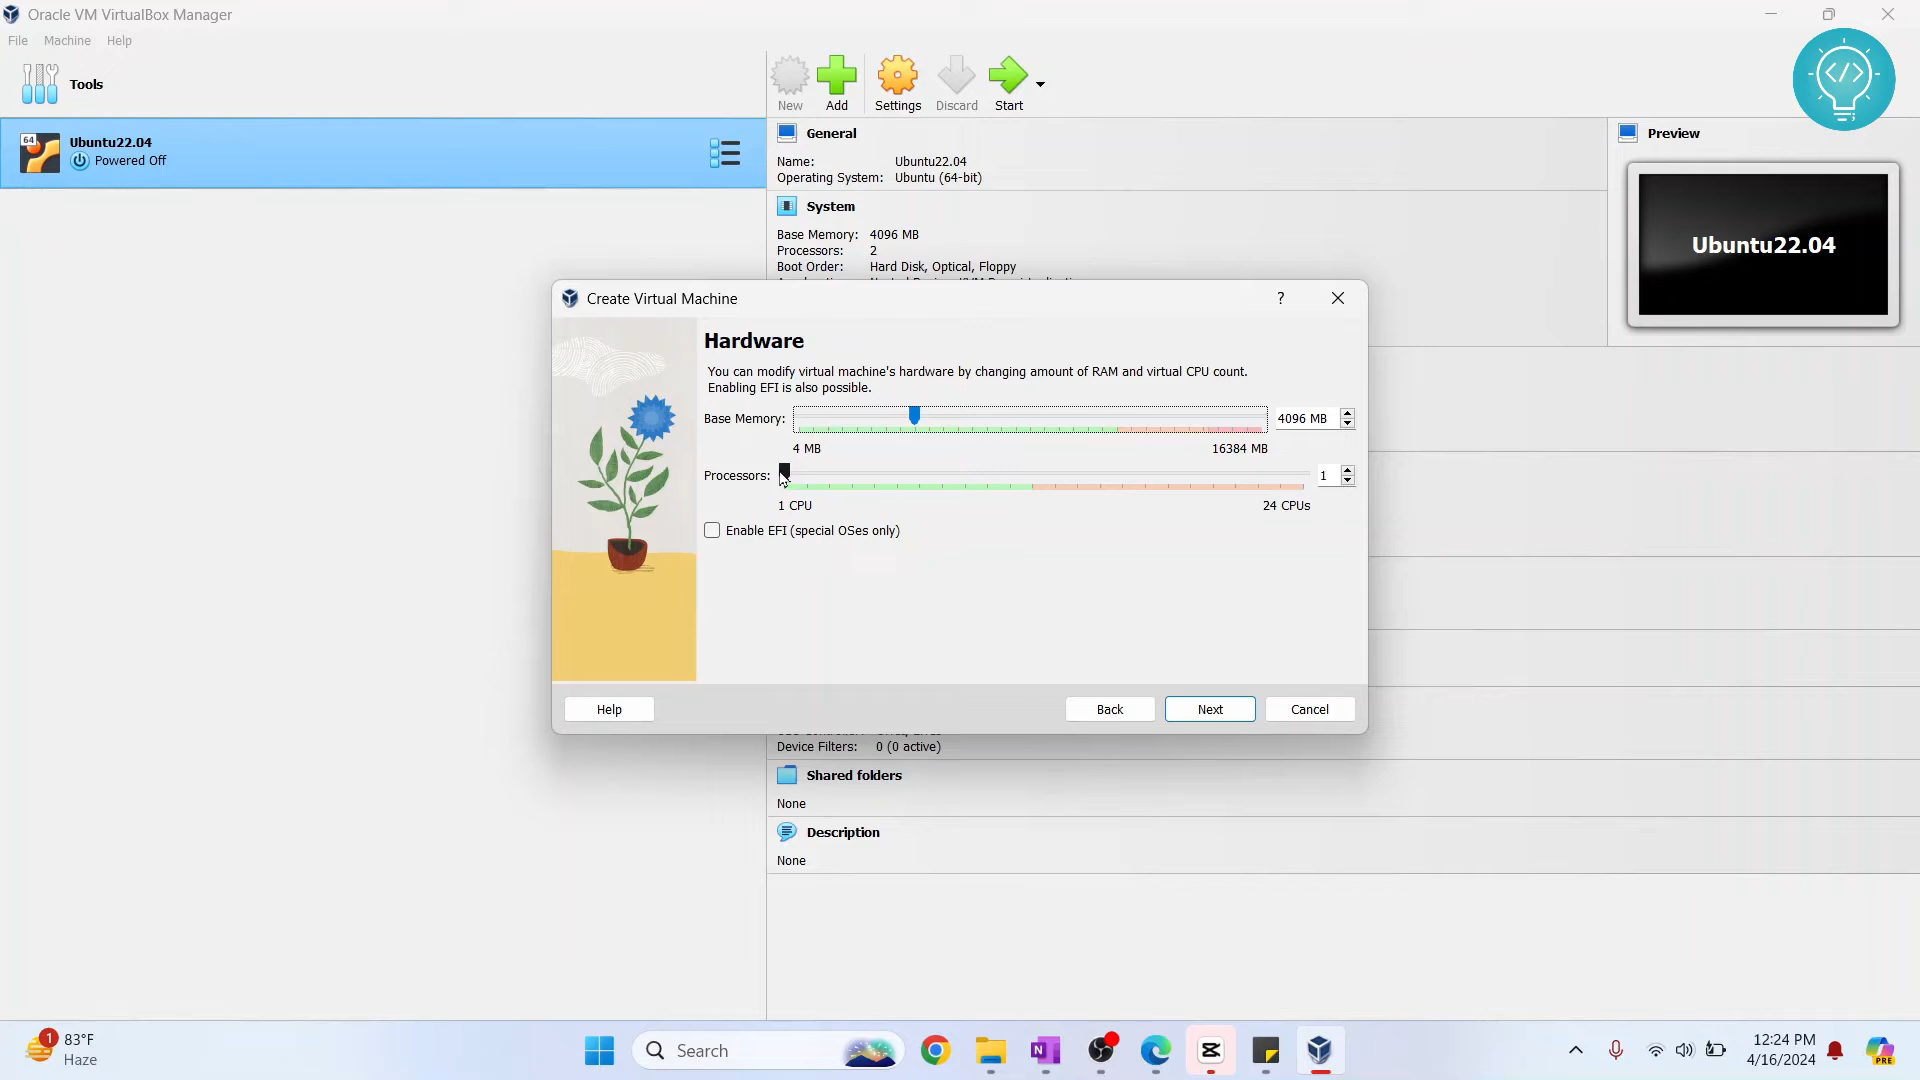 Oracle VM VirtualBox Manager
File Machine Help
Tools
New Add Settings Discard Start
64
Ubuntu22.04
Powered Off
General
Name: Ubuntu22.04
Operating System: Ubuntu (64-bit)
Preview
Ubuntu22.04
System
Base Memory: 4096 MB
Processors: 2
Boot Order: Hard Disk, Optical, Floppy
Create Virtual Machine
?
Hardware
You can modify virtual machine's hardware by changing amount of RAM and virtual CPU count.
Enabling EFI is also possible.
Base Memory: 4096 MB
4 MB 16384 MB
Processors: 1
1 CPU 24 CPUs
Enable EFI (special OSes only)
Help Back Next Cancel
Device Filters: 0 (0 active)
Shared folders
None
Description
None
1
83°F
Haze
Search
N
12:24 PM
4/16/2024
PRE